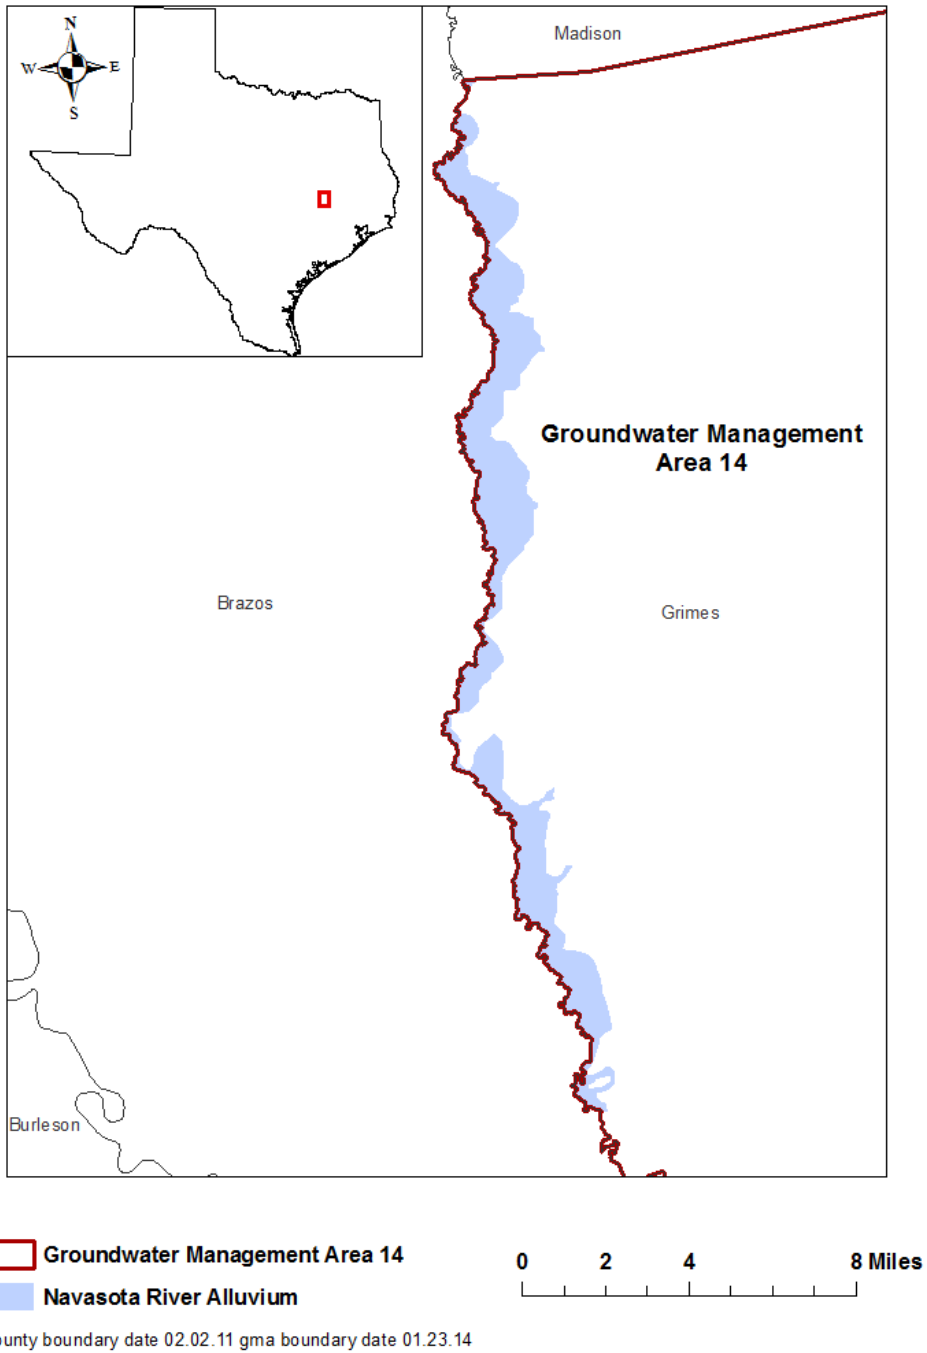 N
W E
S
Madison
Groundwater Management
Area 14
Brazos
Grimes
Burleson
Groundwater Management Area 14
Navasota River Alluvium
0 2 4 8 Miles
ounty boundary date 02.02.11 gma boundary date 01.23.14